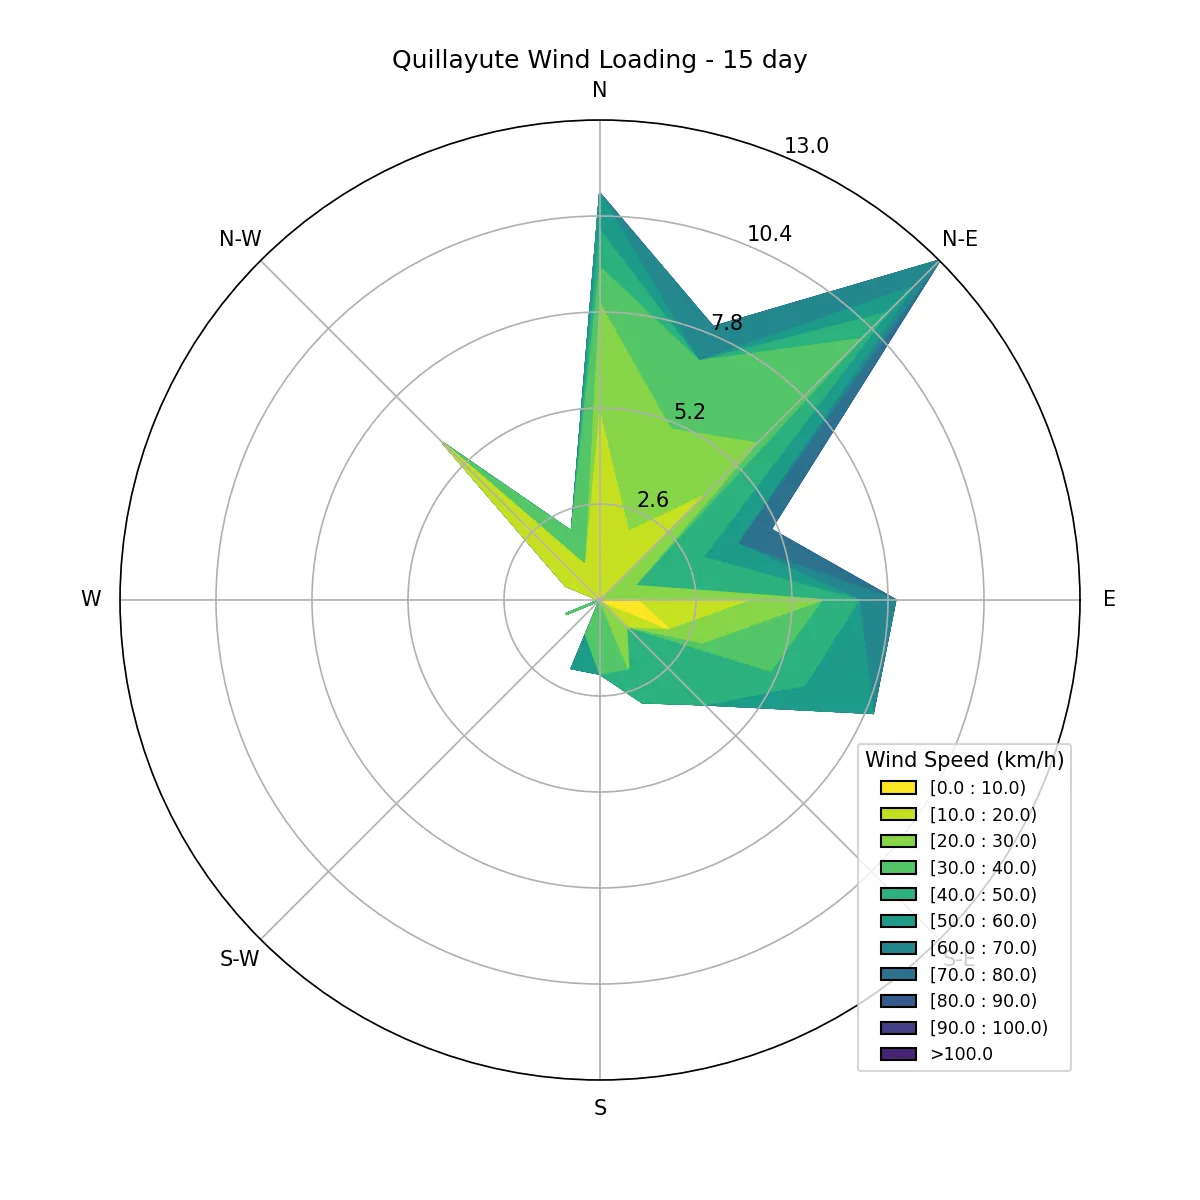 Quillayute Wind Loading - 15 day
N
13.0
10.4
N-W
N-E
7.8
5.2
2.6
W
E
Wind Speed (km/h)
[0.0 : 10.0)
[10.0 : 20.0)
[20.0 : 30.0)
[30.0 : 40.0)
[40.0 : 50.0)
[50.0 : 60.0)
[60.0 : 70.0)
[70.0 : 80.0)
[80.0 : 90.0)
[90.0 : 100.0)
>100.0
S-W
S-E
S